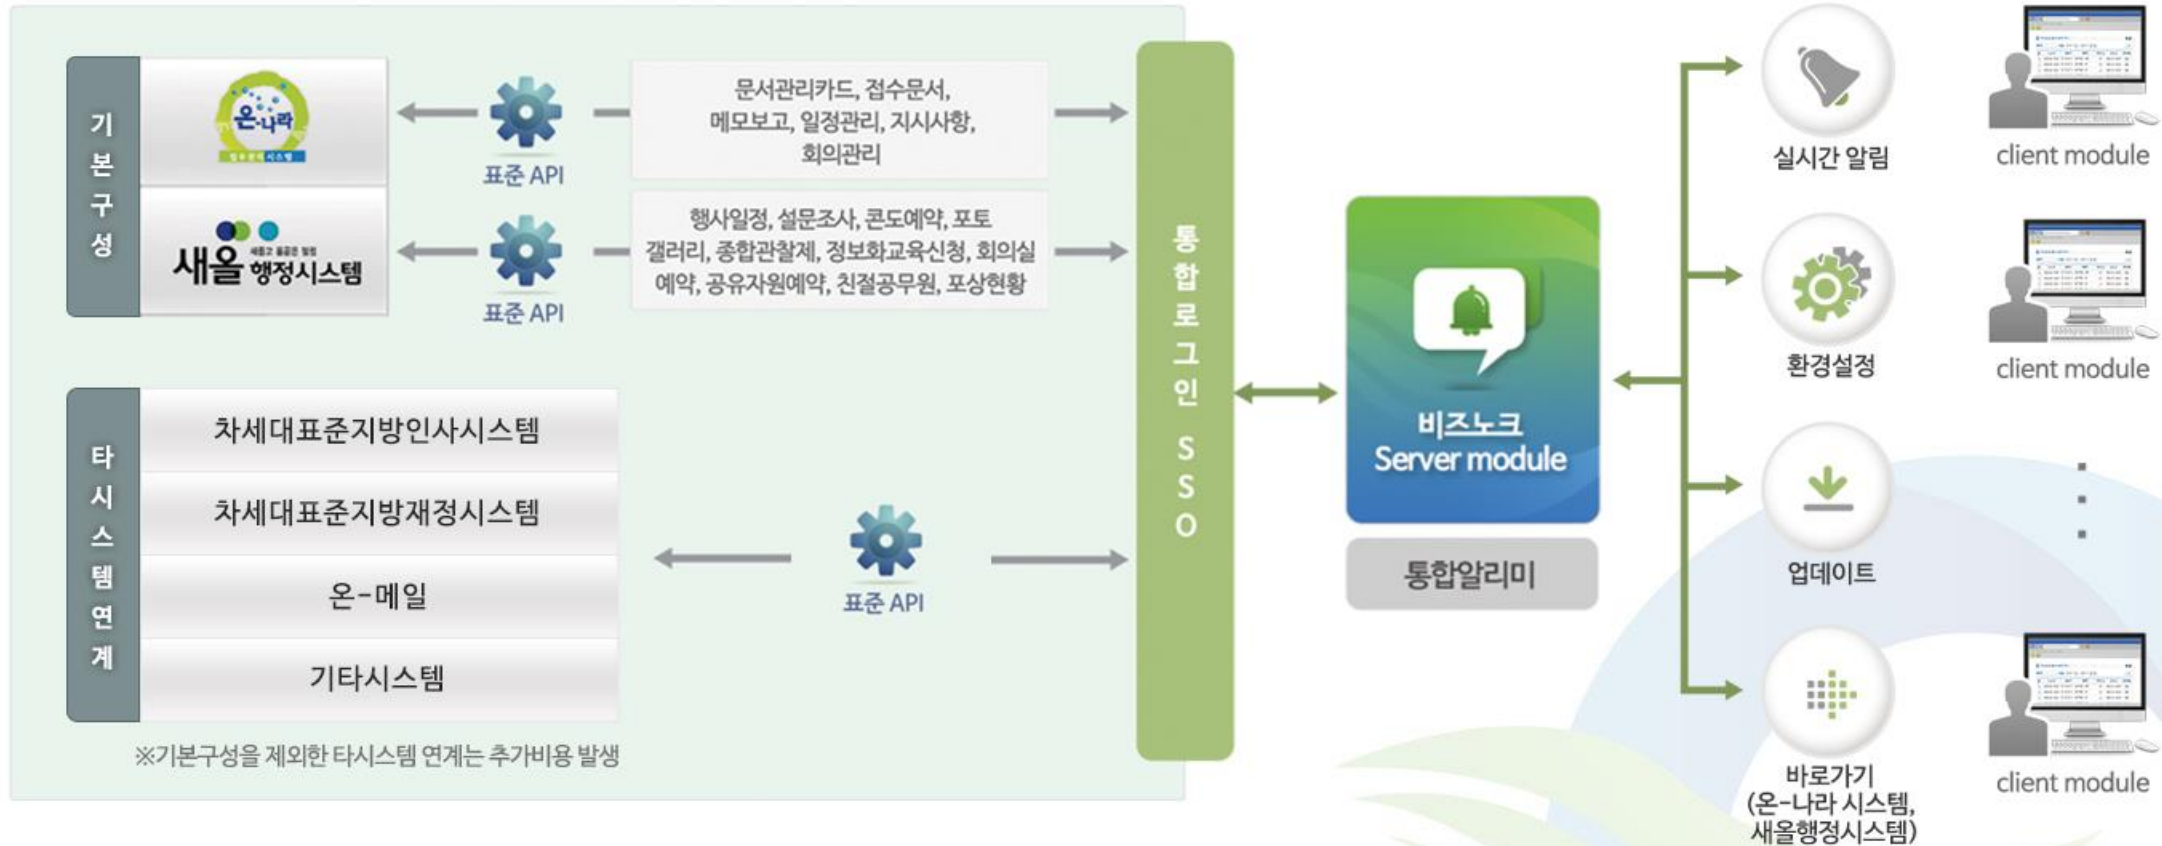 기본구성
온-나라
업무관리시스템
표준 API
문서관리카드, 접수문서,
메모보고, 일정관리, 지시사항,
회의관리
새올 행정시스템
표준 API
행사일정, 설문조사, 콘도예약, 포토
갤러리, 종합관찰제, 정보화교육신청, 회의실
예약, 공유자원예약, 친절공무원, 포상현황
타시스템연계
차세대표준지방인사시스템
차세대표준지방재정시스템
온-메일
기타시스템
표준 API
※기본구성을 제외한 타시스템 연계는 추가비용 발생
통합로그인 SSO
비즈노크
Server module
통합알리미
실시간 알림
client module
환경설정
client module
업데이트
바로가기
(온-나라 시스템,
새올행정시스템)
client module